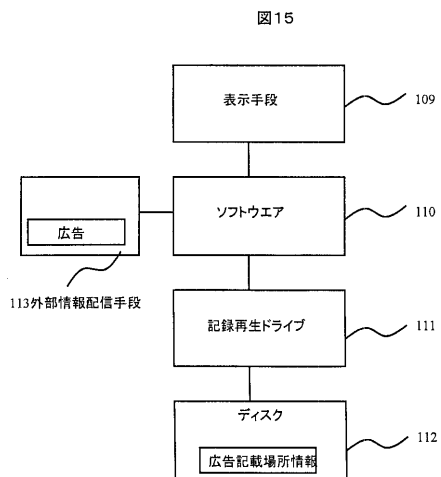 図15
表示手段
109
ソフトウエア
110
広告
113外部情報配信手段
記録再生ドライブ
111
ディスク
112
広告記載場所情報